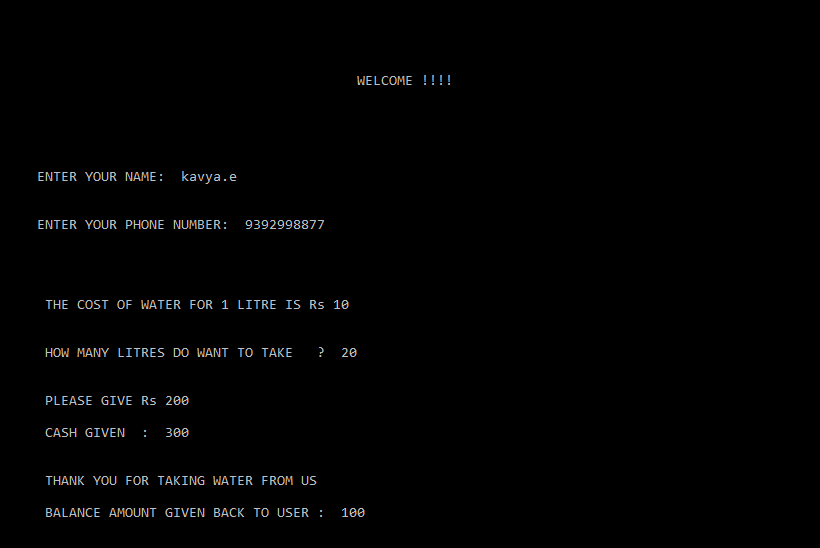 WELCOME !!!!
ENTER YOUR NAME:  kavya.e
ENTER YOUR PHONE NUMBER:  9392998877
THE COST OF WATER FOR 1 LITRE IS Rs 10
HOW MANY LITRES DO WANT TO TAKE   ?  20
PLEASE GIVE Rs 200
CASH GIVEN  :  300
THANK YOU FOR TAKING WATER FROM US
BALANCE AMOUNT GIVEN BACK TO USER :  100